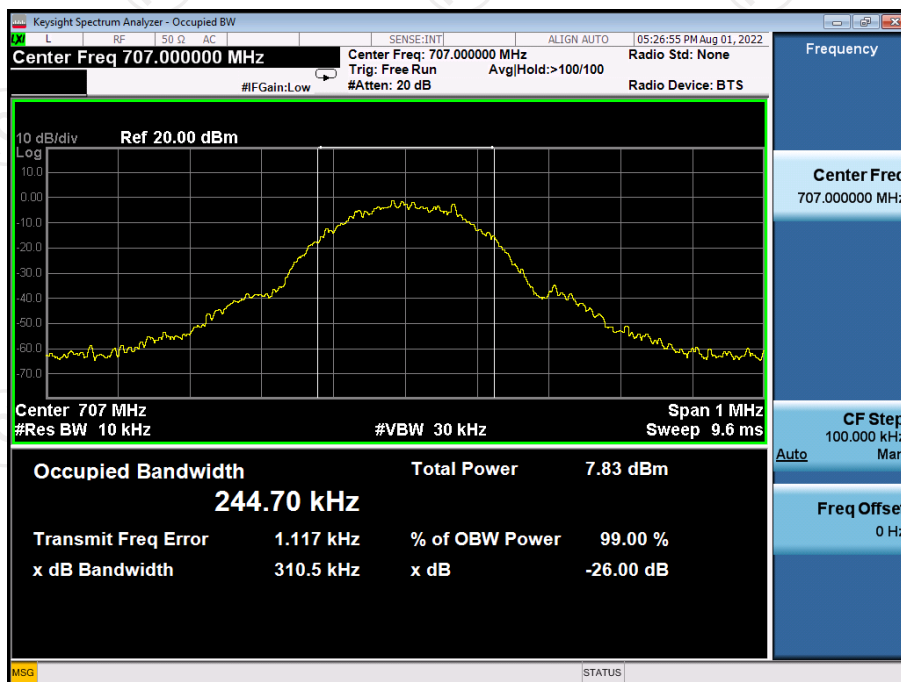 Keysight Spectrum Analyzer - Occupied BW
LXI L RF 50 Ω AC SENSE:INT ALIGN AUTO 05:26:55 PM Aug 01, 2022
Center Freq 707.000000 MHz
Center Freq: 707.000000 MHz Radio Std: None
Trig: Free Run Avg|Hold:>100/100
#IFGain:Low #Atten: 20 dB Radio Device: BTS
10 dB/div Ref 20.00 dBm
Log
10.0
0.00
-10.0
-20.0
-30.0
-40.0
-50.0
-60.0
-70.0
Center 707 MHz Span 1 MHz
#Res BW 10 kHz #VBW 30 kHz Sweep 9.6 ms
Occupied Bandwidth Total Power 7.83 dBm
244.70 kHz
Transmit Freq Error 1.117 kHz % of OBW Power 99.00 %
x dB Bandwidth 310.5 kHz x dB -26.00 dB
Frequency
Center Freq
707.000000 MHz
CF Step
100.000 kHz
Auto Man
Freq Offset
0 Hz
MSG STATUS